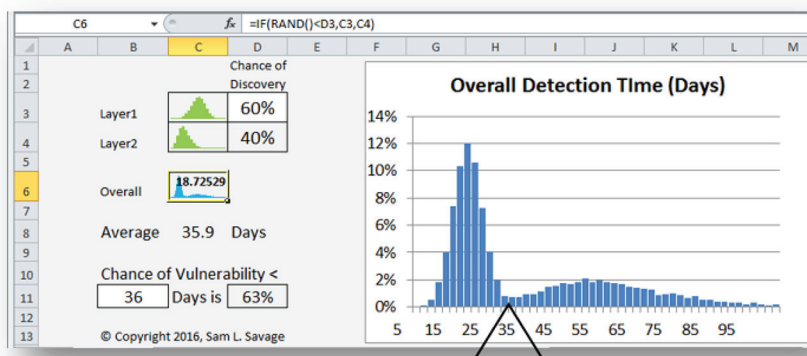 C6 fx =IF(RAND()<D3,C3,C4)
A B C D E F G H I J K L M
1 Chance of
2 Discovery
3 Layer1 60%
4 Layer2 40%
5
6 Overall 18.72529
7
8 Average 35.9 Days
9
10 Chance of Vulnerability <
11 36 Days is 63%
12
13 © Copyright 2016, Sam L. Savage
Overall Detection TIme (Days)
14%
12%
10%
8%
6%
4%
2%
0%
5 15 25 35 45 55 65 75 85 95